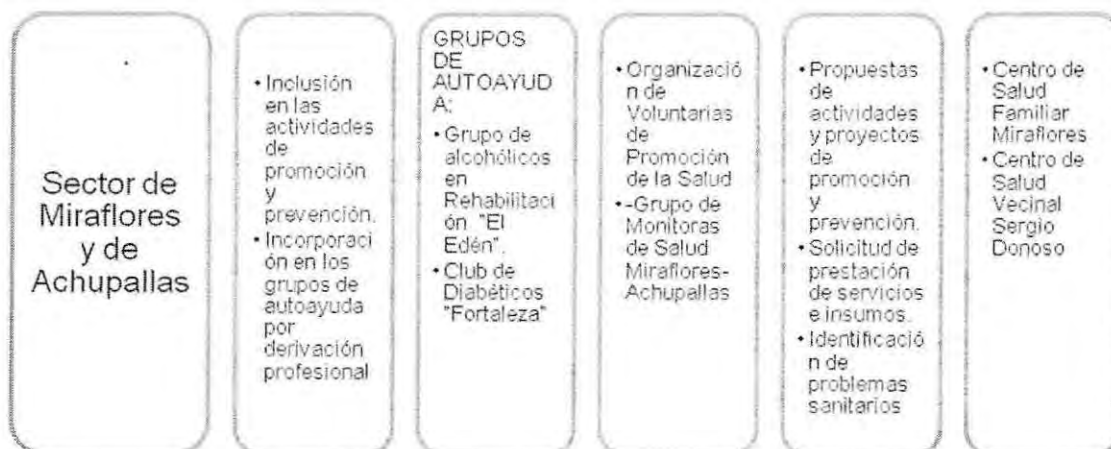 Sector de
Miraflores
y de
Achupallas
• Inclusión
en las
actividades
de
promoción
y
prevención.
• Incorporaci
ón en los
grupos de
autoayuda
por
derivación
profesional
GRUPOS
DE
AUTOAYUD
A:
• Grupo de
alcohólicos
en
Rehabilitaci
ón "El
Edén".
• Club de
Diabéticos
"Fortaleza"
• Organizació
n de
Voluntarias
de
Promoción
de la Salud
• -Grupo de
Monitoras
de Salud
Miraflores-
Achupallas
• Propuestas
de
actividades
y proyectos
de
promoción
y
prevención.
• Solicitud de
prestación
de servicios
e insumos.
• Identificació
n de
problemas
sanitarios
• Centro de
Salud
Familiar
Miraflores
• Centro de
Salud
Vecinal
Sergio
Donoso